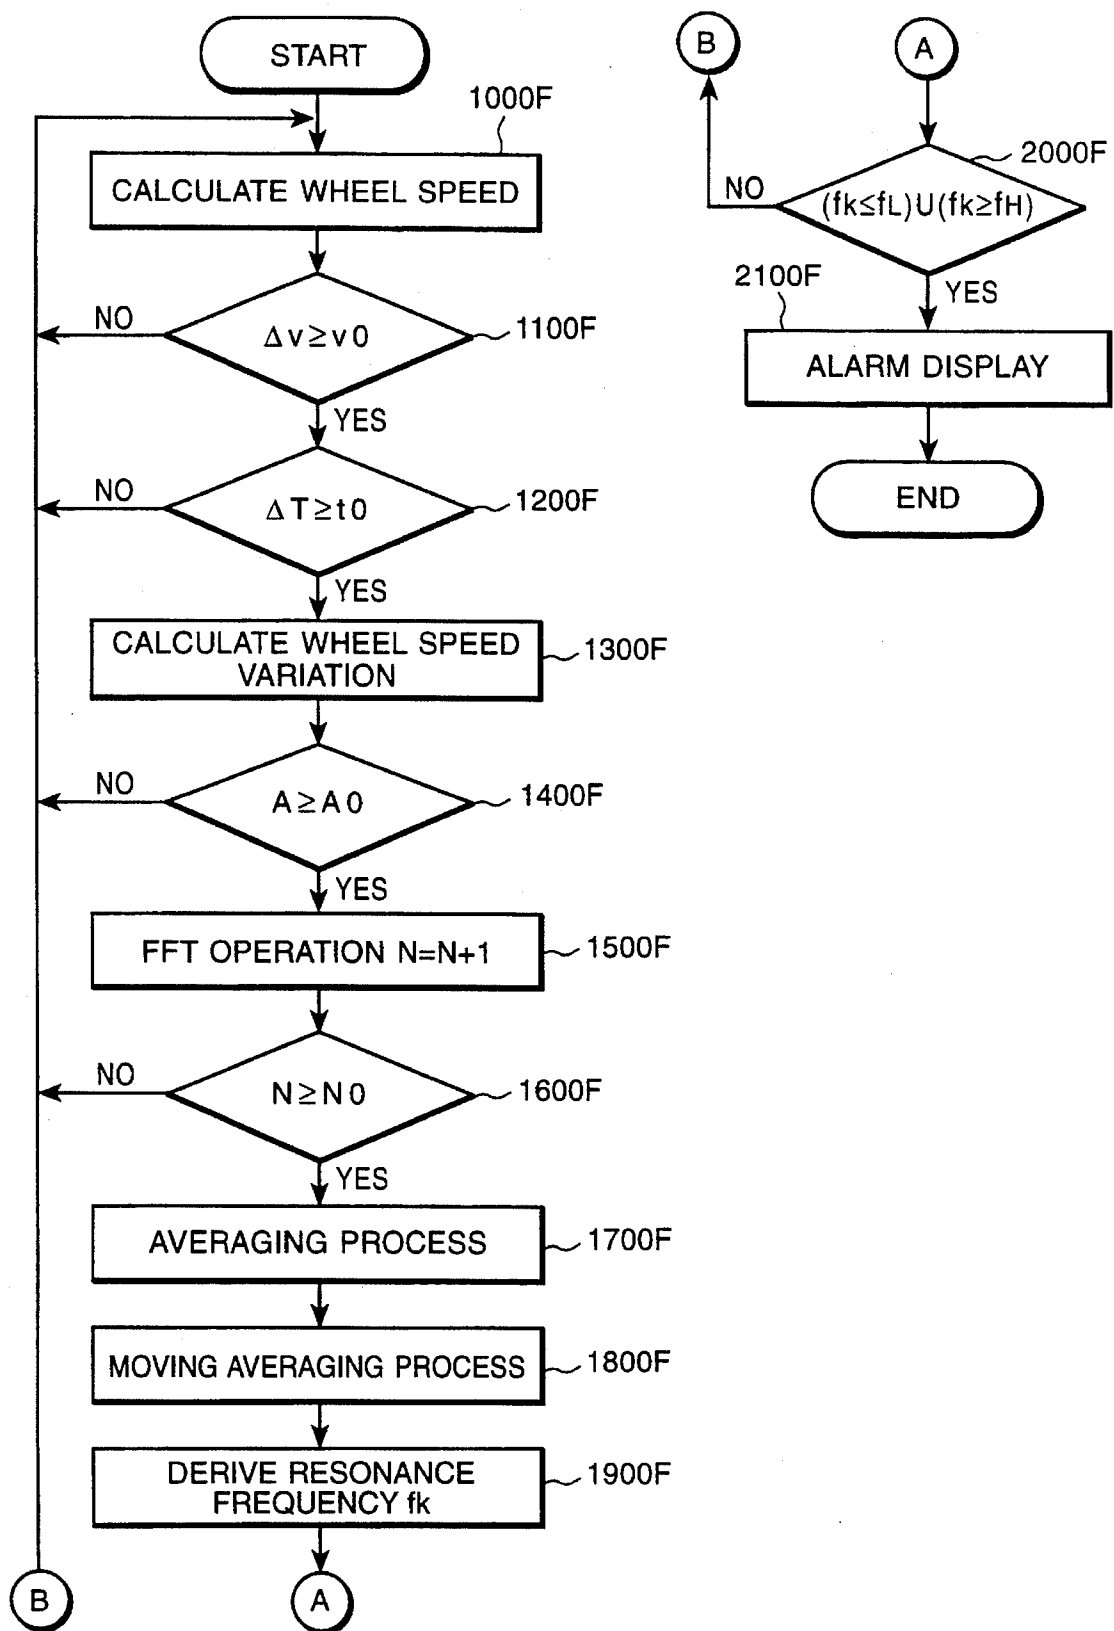 START
1000F
CALCULATE WHEEL SPEED
NO
Δv≥v0
1100F
YES
NO
ΔT≥t0
1200F
YES
CALCULATE WHEEL SPEED
VARIATION
1300F
NO
A≥A0
1400F
YES
FFT OPERATION N=N+1
1500F
NO
N≥N0
1600F
YES
AVERAGING PROCESS
1700F
MOVING AVERAGING PROCESS
1800F
DERIVE RESONANCE
FREQUENCY fk
1900F
B
A
B
A
2000F
NO
(fk≤fL)U(fk≥fH)
2100F
YES
ALARM DISPLAY
END